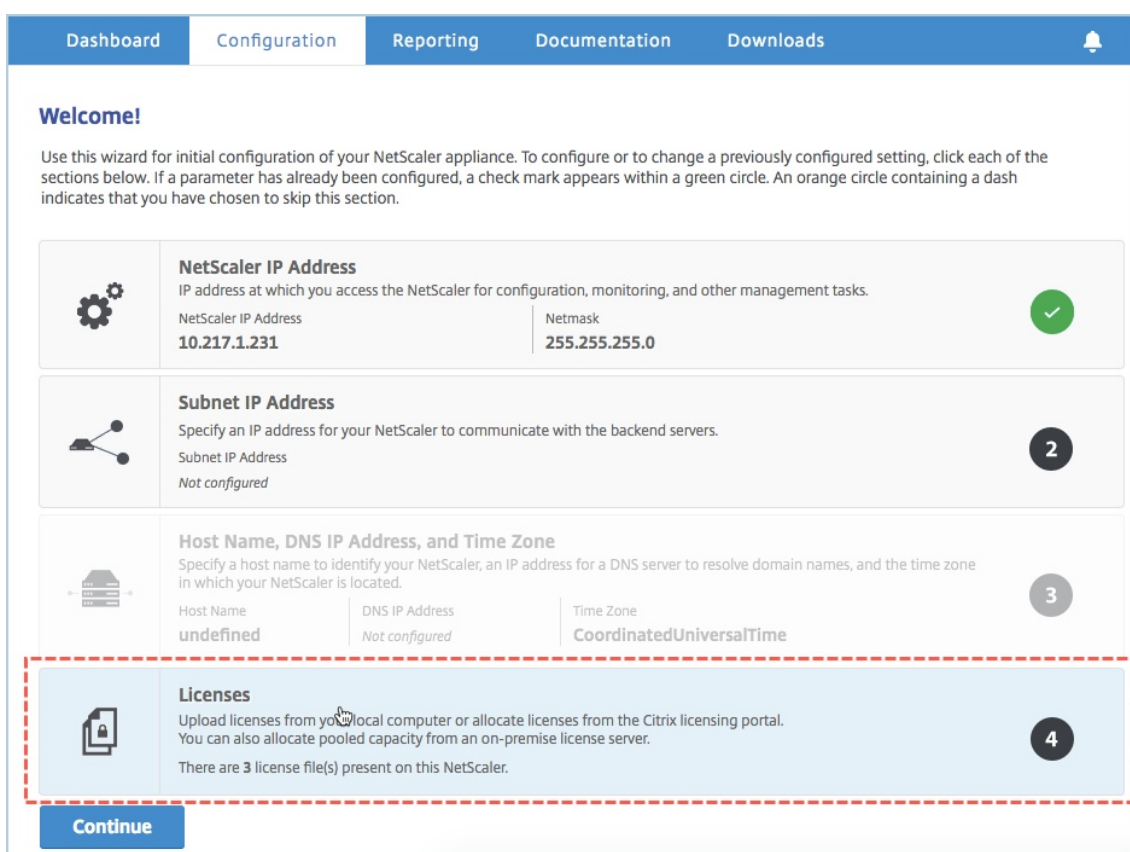 Dashboard Configuration Reporting Documentation Downloads
Welcome!
Use this wizard for initial configuration of your NetScaler appliance. To configure or to change a previously configured setting, click each of the
sections below. If a parameter has already been configured, a check mark appears within a green circle. An orange circle containing a dash
indicates that you have chosen to skip this section.
NetScaler IP Address
IP address at which you access the NetScaler for configuration, monitoring, and other management tasks.
NetScaler IP Address Netmask
10.217.1.231 255.255.255.0
Subnet IP Address
Specify an IP address for your NetScaler to communicate with the backend servers.
Subnet IP Address
Not configured
2
Host Name, DNS IP Address, and Time Zone
Specify a host name to identify your NetScaler, an IP address for a DNS server to resolve domain names, and the time zone
in which your NetScaler is located.
Host Name DNS IP Address Time Zone
undefined Not configured CoordinatedUniversalTime
3
Licenses
Upload licenses from your local computer or allocate licenses from the Citrix licensing portal.
You can also allocate pooled capacity from an on-premise license server.
There are 3 license file(s) present on this NetScaler.
4
Continue